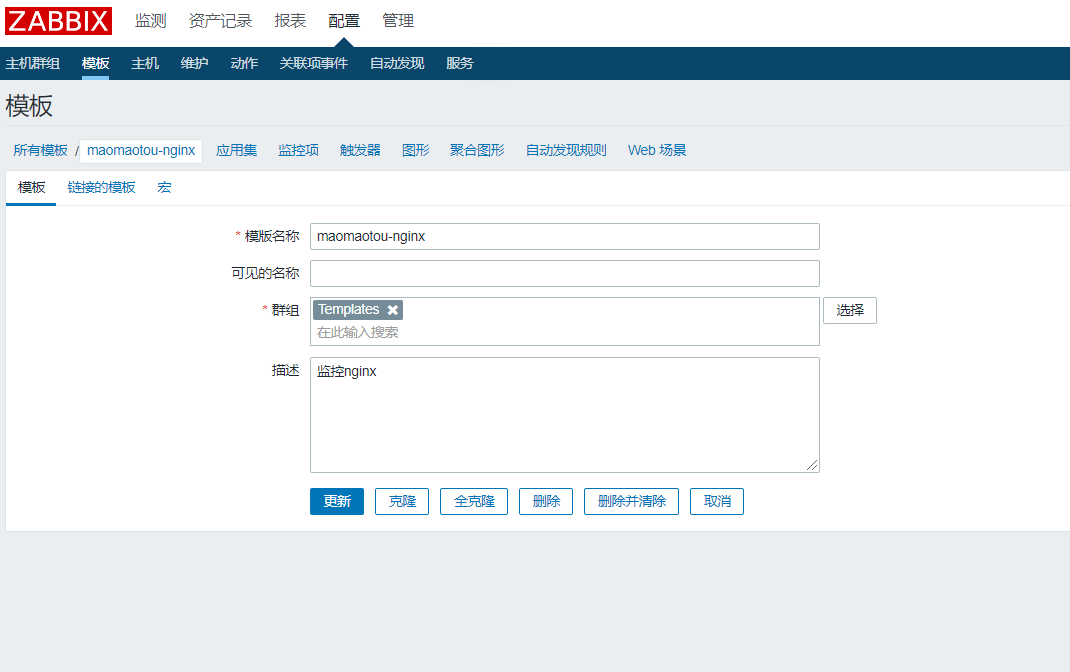 ZABBIX 监测 资产记录 报表 配置 管理
主机群组 模板 主机 维护 动作 关联项事件 自动发现 服务
模板
所有模板 / maomaotou-nginx 应用集 监控项 触发器 图形 聚合图形 自动发现规则 Web 场景
模板 链接的模板 宏
* 模版名称 maomaotou-nginx
可见的名称
* 群组 Templates 选择
在此输入搜索
描述 监控nginx
更新 克隆 全克隆 删除 删除并清除 取消